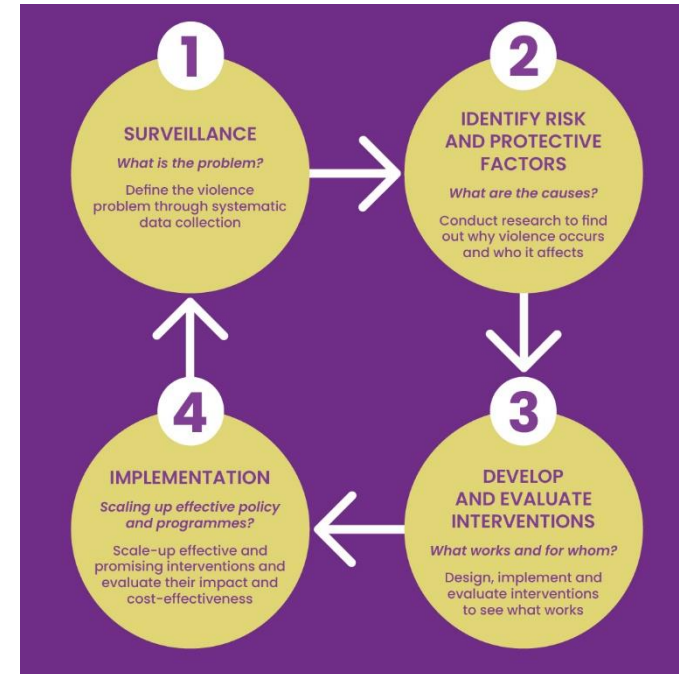 1
SURVEILLANCE
What is the problem?
Define the violence
problem through systematic
data collection
2
IDENTIFY RISK
AND PROTECTIVE
FACTORS
What are the causes?
Conduct research to find
out why violence occurs
and who it affects
3
DEVELOP
AND EVALUATE
INTERVENTIONS
What works and for whom?
Design, implement and
evaluate interventions
to see what works
4
IMPLEMENTATION
Scaling up effective policy
and programmes?
Scale-up effective and
promising interventions and
evaluate their impact and
cost-effectiveness